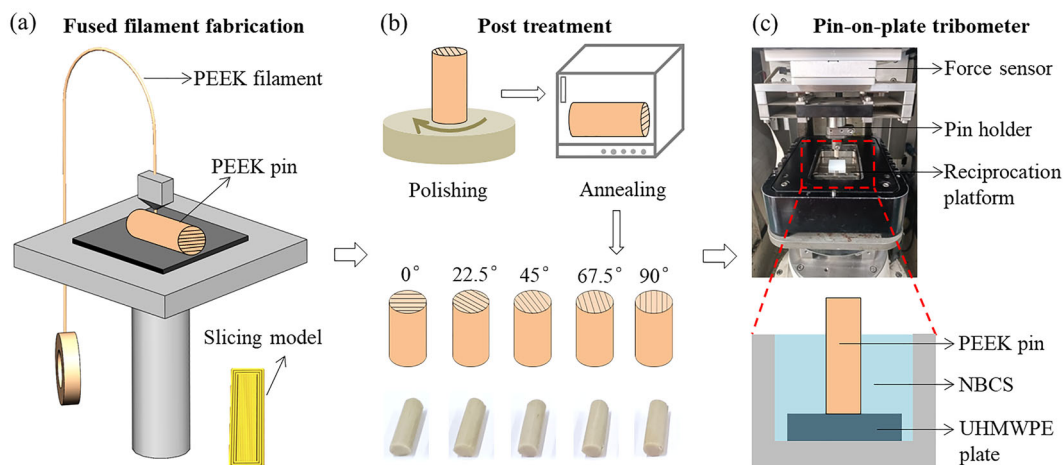 (a) Fused filament fabrication
PEEK filament
PEEK pin
Slicing model
(b) Post treatment
Polishing
Annealing
0° 22.5° 45° 67.5° 90°
(c) Pin-on-plate tribometer
Force sensor
Pin holder
Reciprocation
platform
PEEK pin
NBCS
UHMWPE
plate